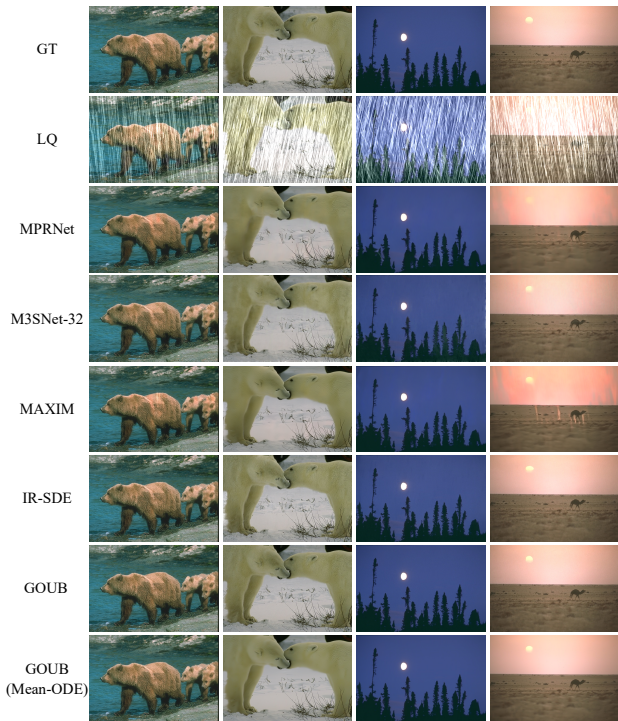 GT
LQ
MPRNet
M3SNet-32
MAXIM
IR-SDE
GOUB
GOUB
(Mean-ODE)